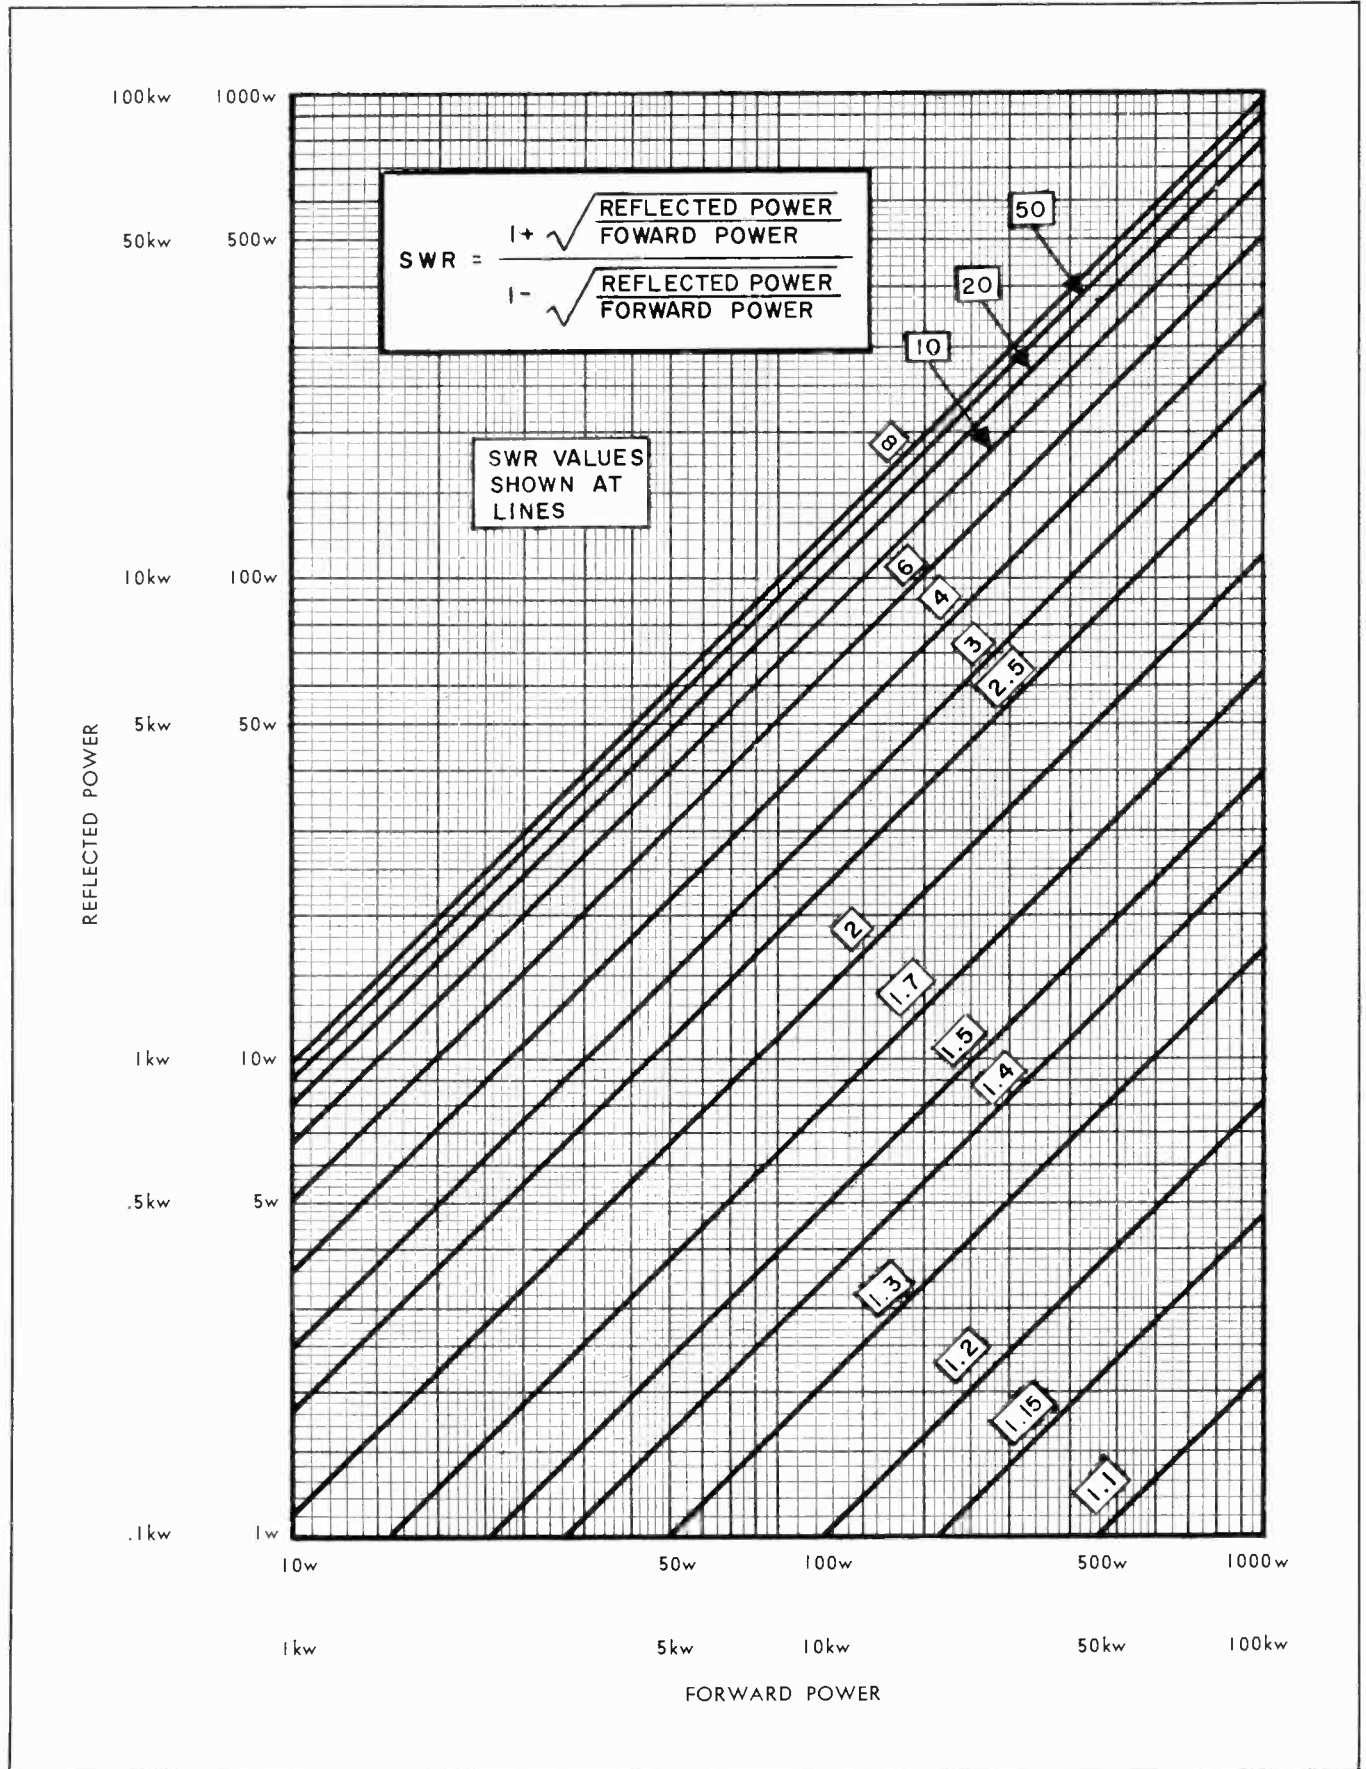 100kw 1000w
50kw 500w
10kw 100w
5kw 50w
1kw 10w
.5kw 5w
.1kw 1w
REFLECTED POWER
SWR = 1+ √ REFLECTED POWER / FOWARD POWER
1- √ REFLECTED POWER / FORWARD POWER
SWR VALUES
SHOWN AT
LINES
50
20
10
∞
6
4
3
2.5
2
1.7
1.5
1.4
1.3
1.2
1.15
1.1
10w 50w 100w 500w 1000w
1kw 5kw 10kw 50kw 100kw
FORWARD POWER